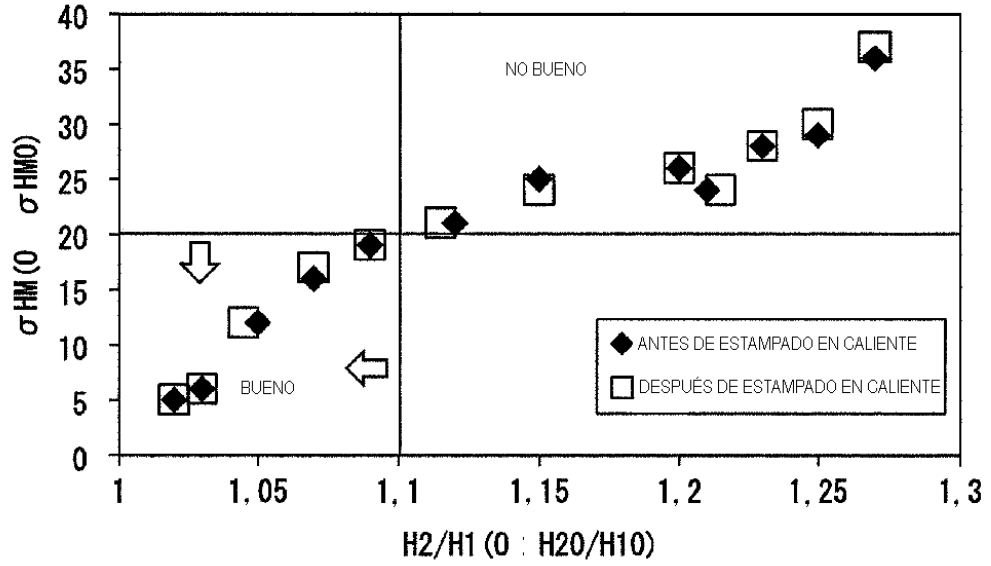 40
35
30
25
20
15
10
5
0
σHM(0 σHM0)
NO BUENO
BUENO
ANTES DE ESTAMPADO EN CALIENTE
DESPUÉS DE ESTAMPADO EN CALIENTE
1 1,05 1,1 1,15 1,2 1,25 1,3
H2/H1(0 : H20/H10)